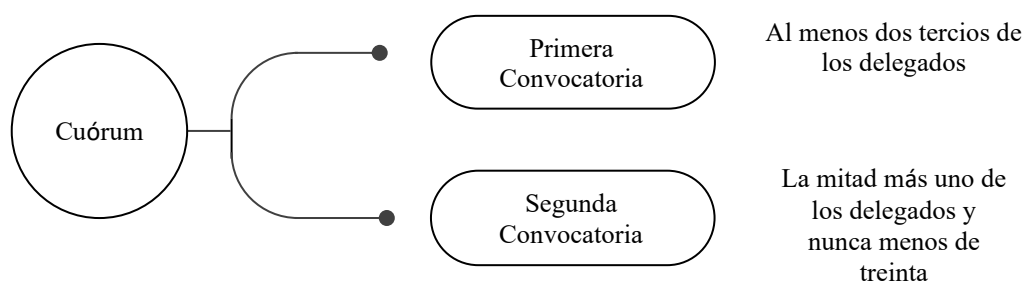 Cuórum
Primera
Convocatoria
Al menos dos tercios de
los delegados
Segunda
Convocatoria
La mitad más uno de
los delegados y
nunca menos de
treinta